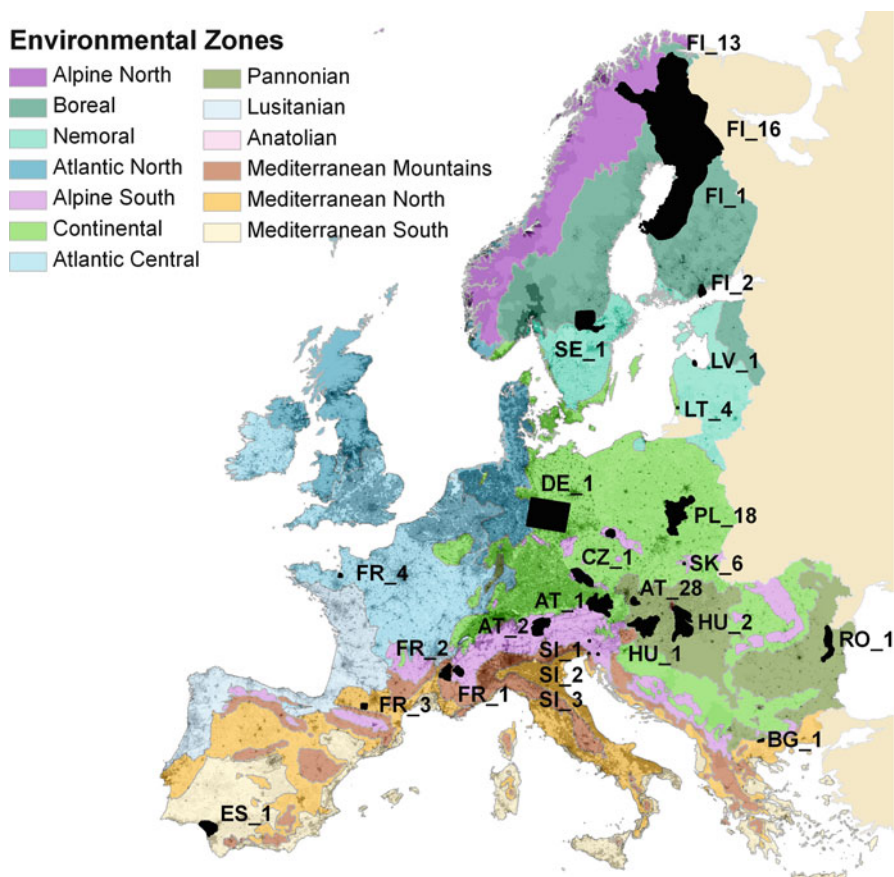 Environmental Zones
Alpine North
Boreal
Nemoral
Atlantic North
Alpine South
Continental
Atlantic Central
Pannonian
Lusitanian
Anatolian
Mediterranean Mountains
Mediterranean North
Mediterranean South
FI_13
FI_16
FI_1
FI_2
SE_1
LV_1
LT_4
DE_1
PL_18
CZ_1
SK_6
FR_4
AT_28
AT_1
HU_2
AT_2
RO_1
FR_2
SI_1
HU_1
SI_2
FR_1
SI_3
FR_3
BG_1
ES_1